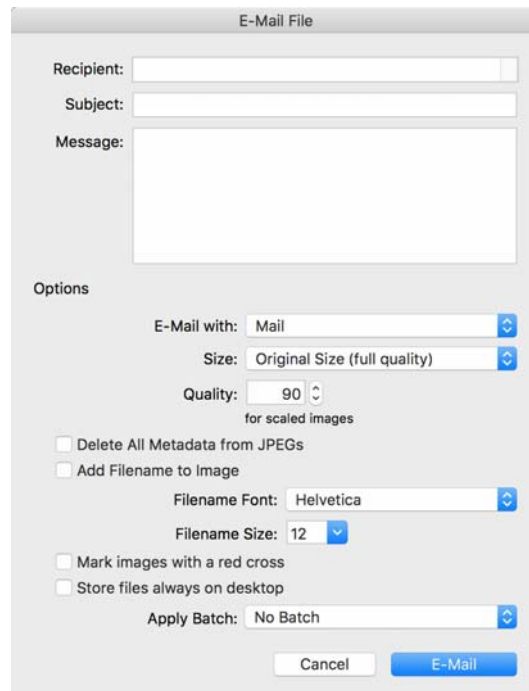 E-Mail File
Recipient:
Subject:
Message:
Options
E-Mail with: Mail
Size: Original Size (full quality)
Quality: 90
for scaled images
Delete All Metadata from JPEGs
Add Filename to Image
Filename Font: Helvetica
Filename Size: 12
Mark images with a red cross
Store files always on desktop
Apply Batch: No Batch
Cancel E-Mail